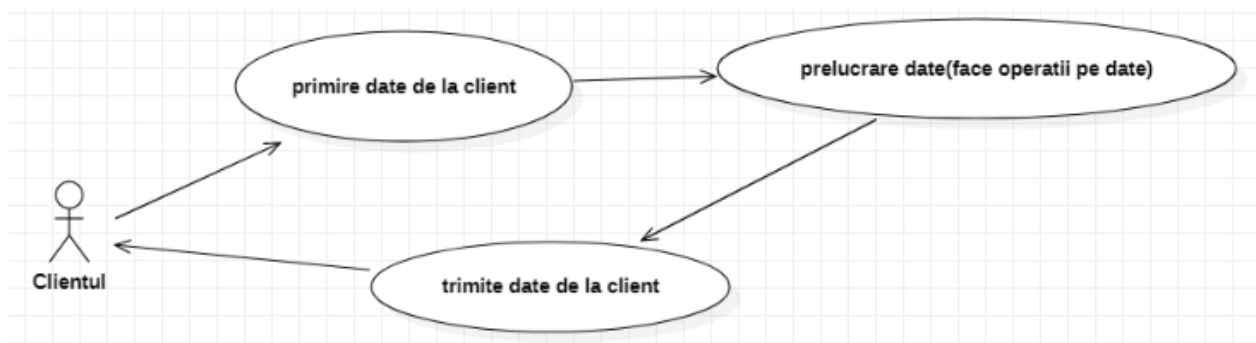 primire date de la client
prelucrare date(face operatii pe date)
Clientul
trimite date de la client